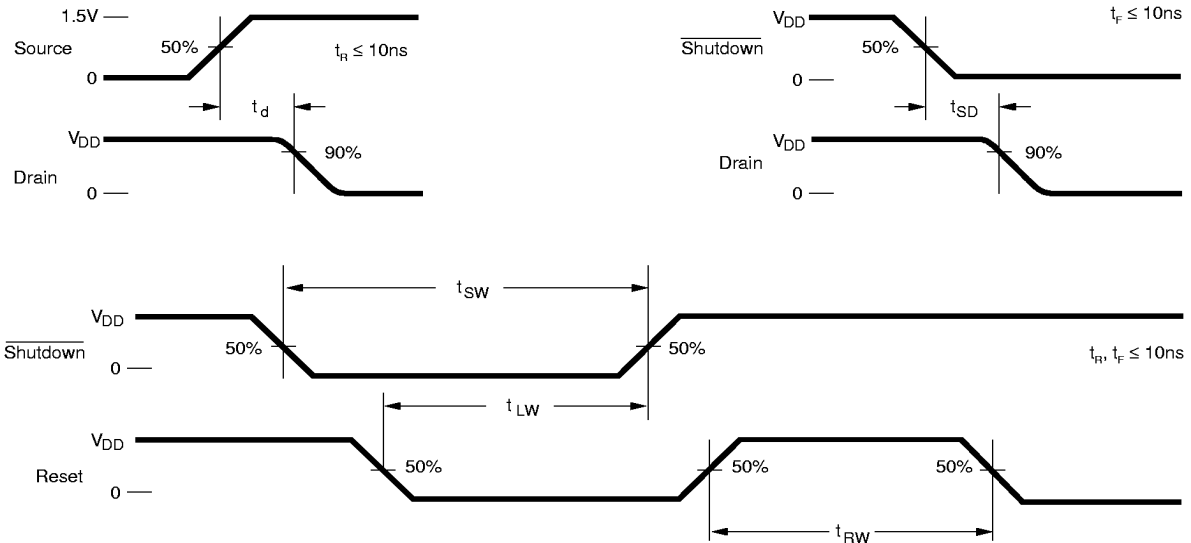 1.5V
Source
50%
t_R ≤ 10ns
0
t_d
V_DD
90%
Drain
0
V_DD
t_F ≤ 10ns
Shutdown
50%
0
t_SD
V_DD
90%
Drain
0
t_SW
V_DD
Shutdown
50%
50%
0
t_R, t_F ≤ 10ns
t_LW
V_DD
Reset
50%
50%
50%
0
t_RW